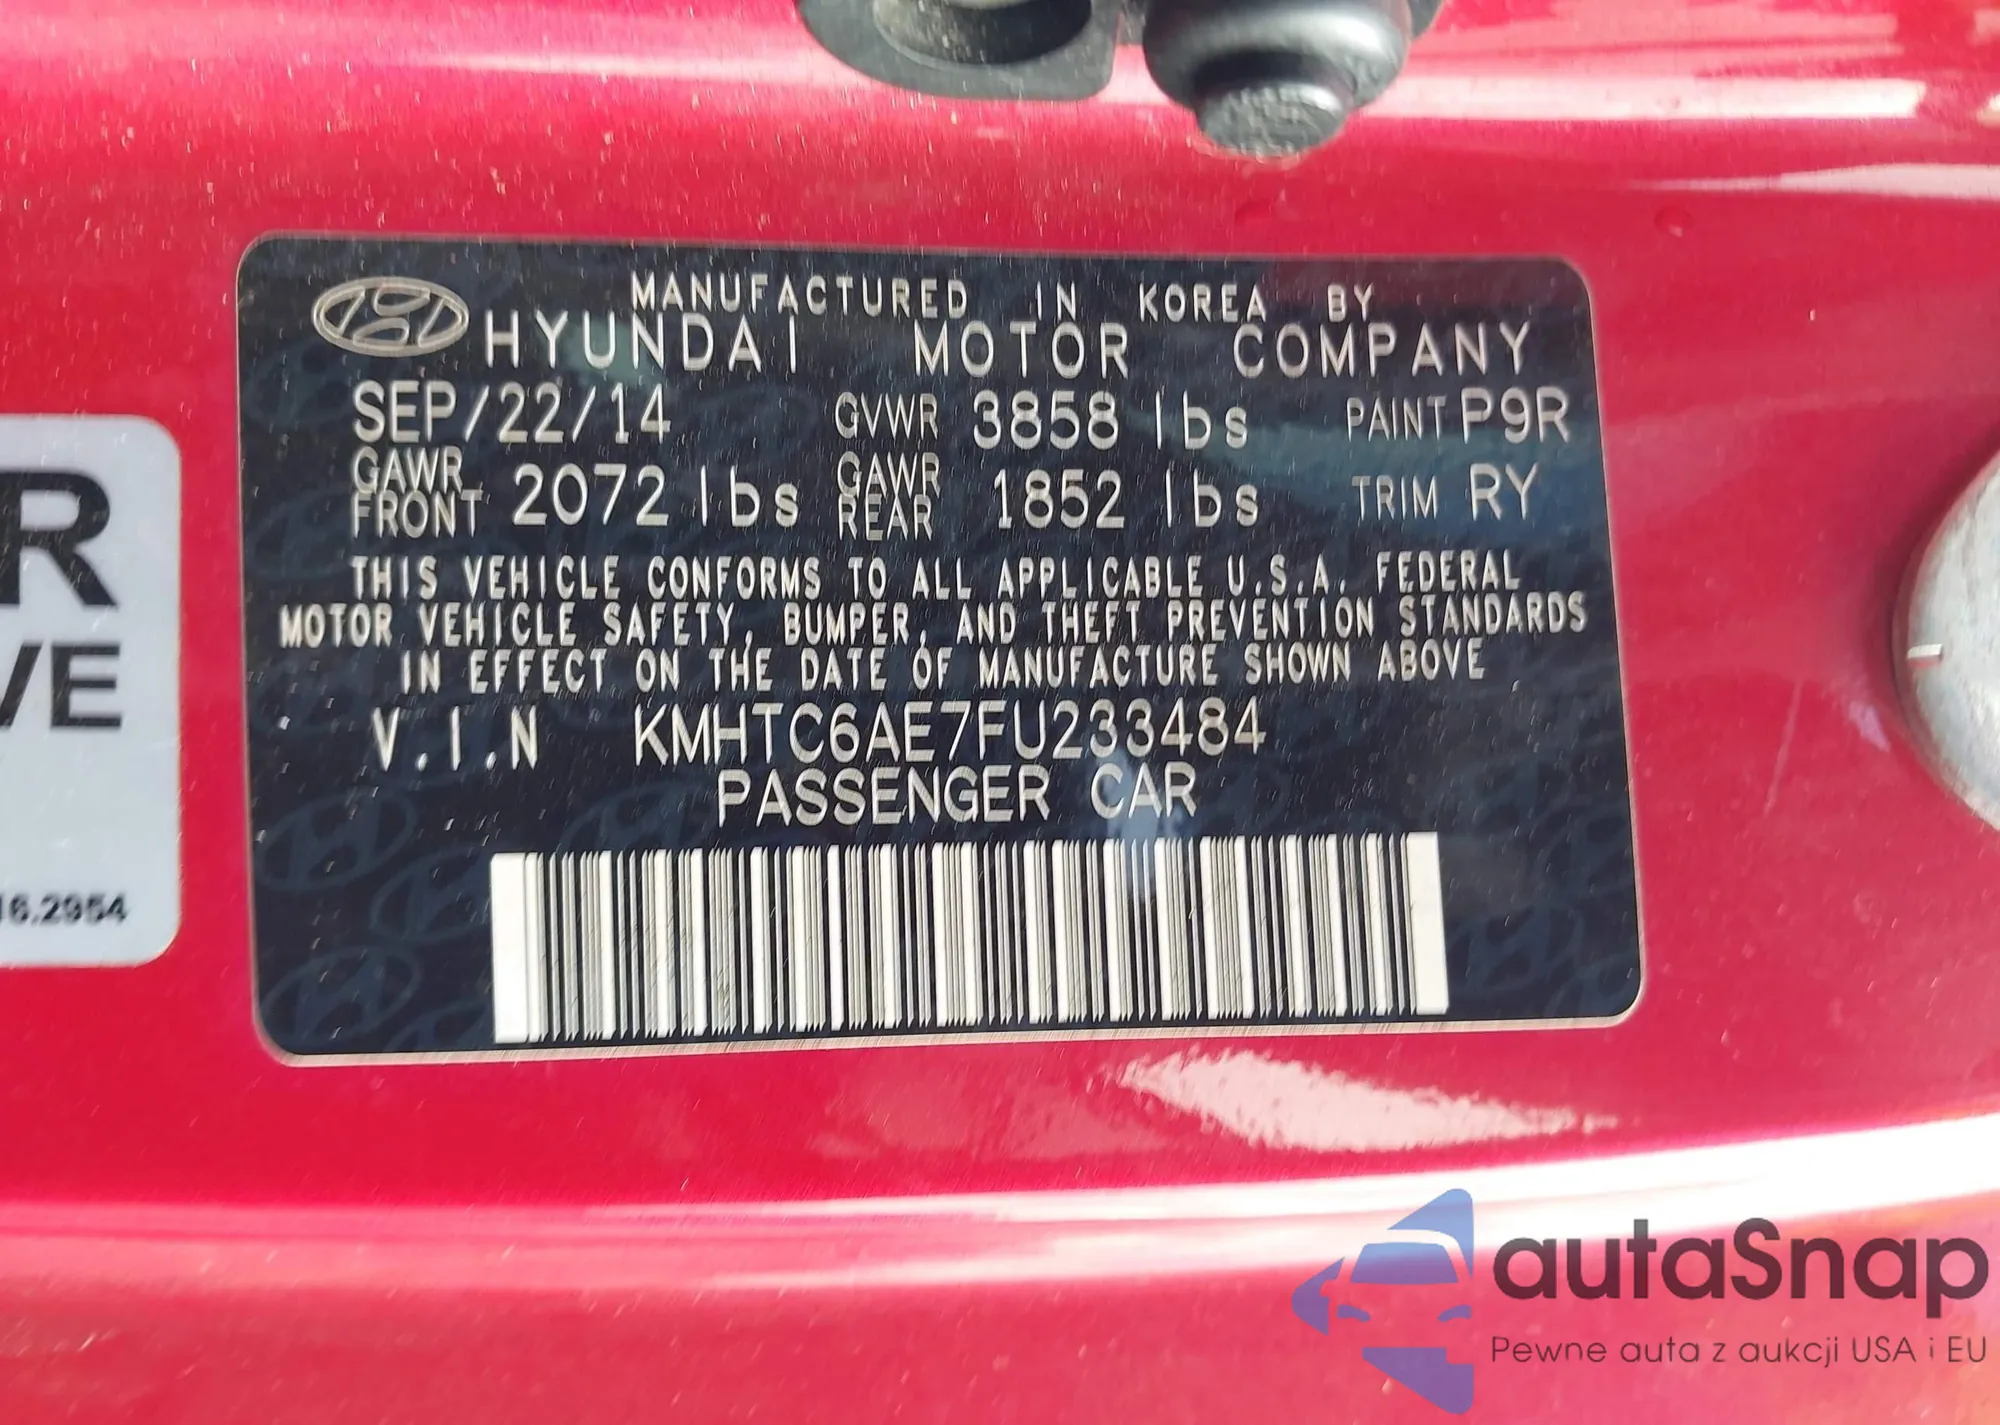 MANUFACTURED IN KOREA BY
HYUNDAI MOTOR COMPANY
SEP/22/14 GVWR 3858 lbs PAINT P9R
GAWR FRONT 2072 lbs GAWR REAR 1852 lbs TRIM RY
THIS VEHICLE CONFORMS TO ALL APPLICABLE U.S.A. FEDERAL
MOTOR VEHICLE SAFETY, BUMPER, AND THEFT PREVENTION STANDARDS
IN EFFECT ON THE DATE OF MANUFACTURE SHOWN ABOVE
V.I.N KMHTC6AE7FU233484
PASSENGER CAR
R
VE
16.2954
autaSnap
Pewne auta z aukcji USA i EU